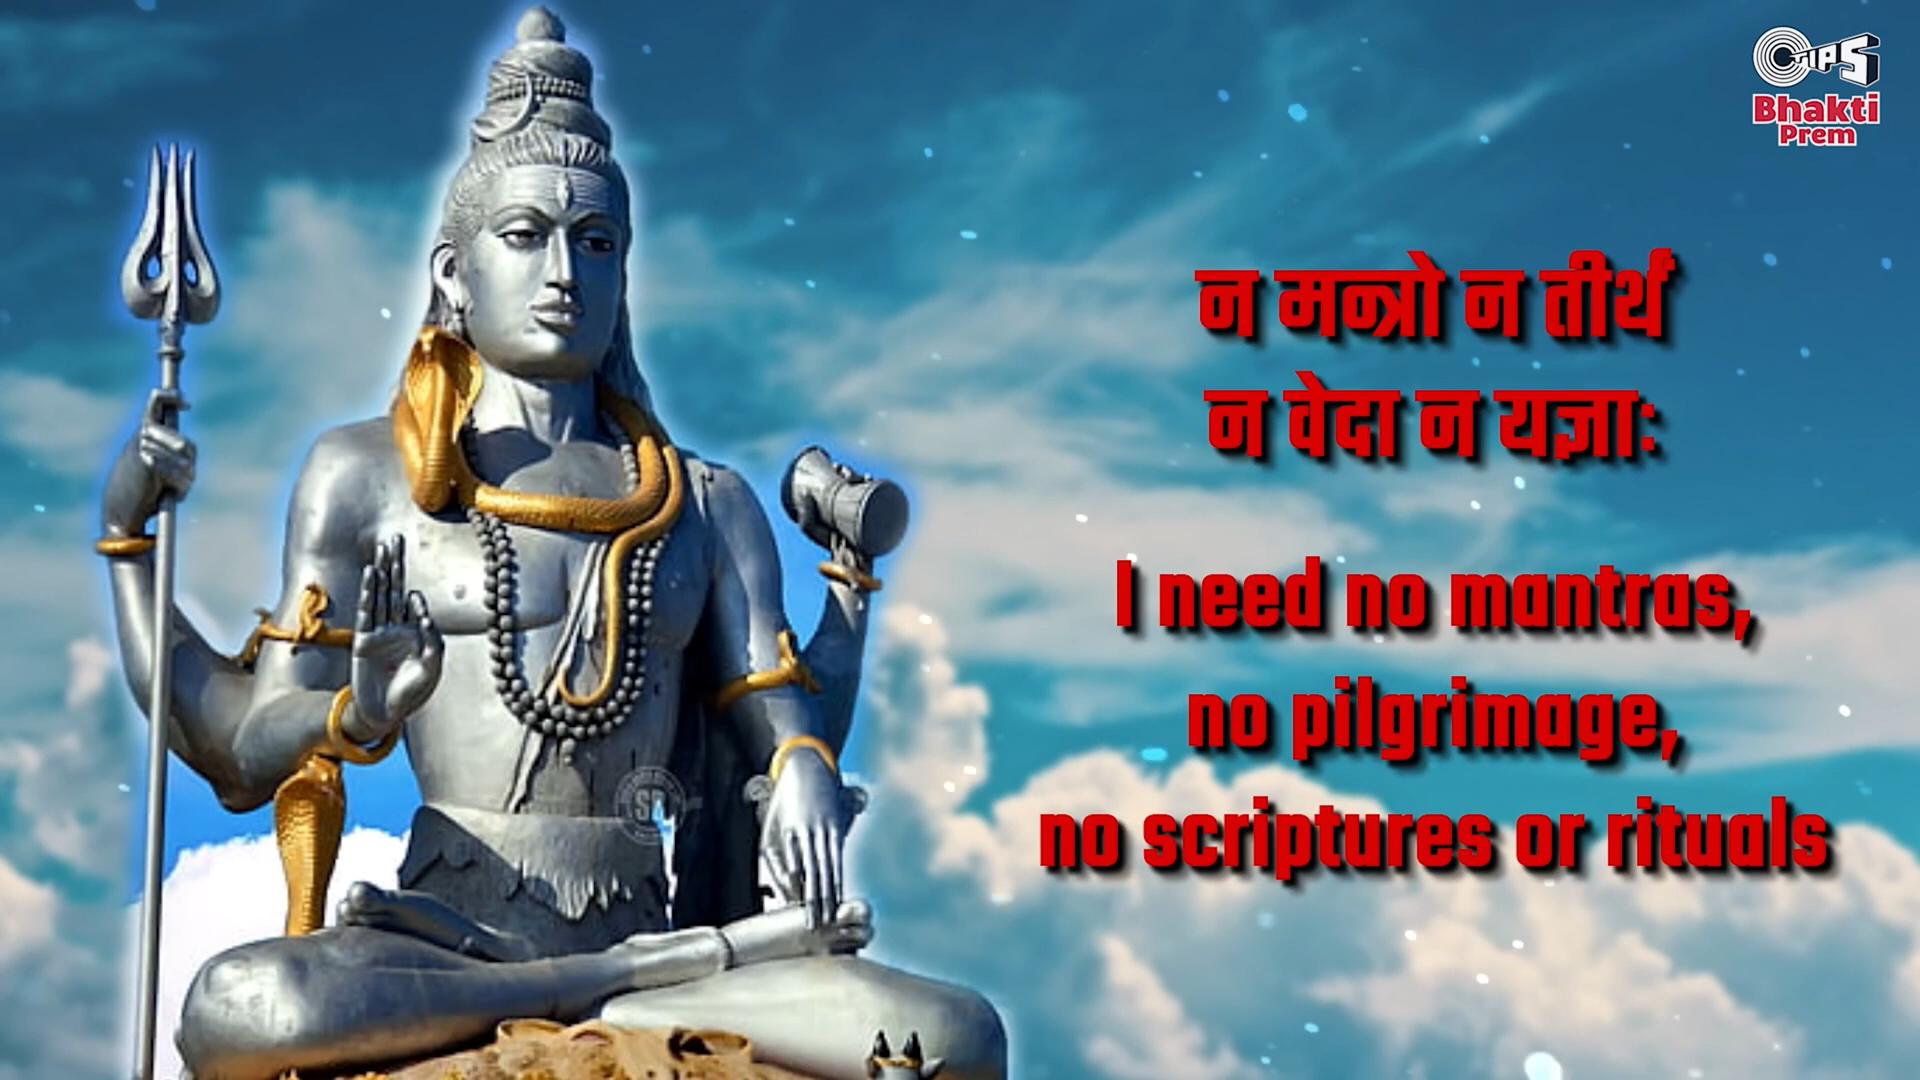 TIPS
Bhakti
Prem
न मन्त्रो न तीर्थं
न वेदा न यज्ञाः
I need no mantras,
no pilgrimage,
no scriptures or rituals